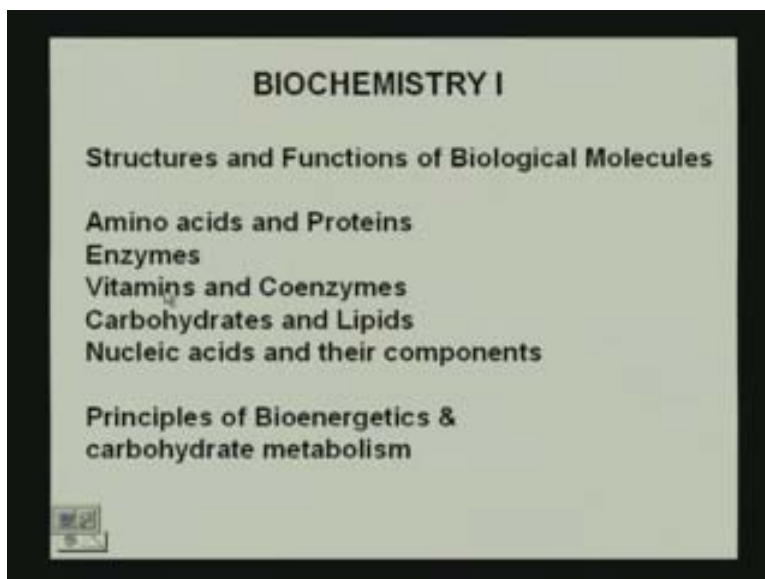 BIOCHEMISTRY I
Structures and Functions of Biological Molecules
Amino acids and Proteins
Enzymes
Vitamins and Coenzymes
Carbohydrates and Lipids
Nucleic acids and their components
Principles of Bioenergetics &
carbohydrate metabolism